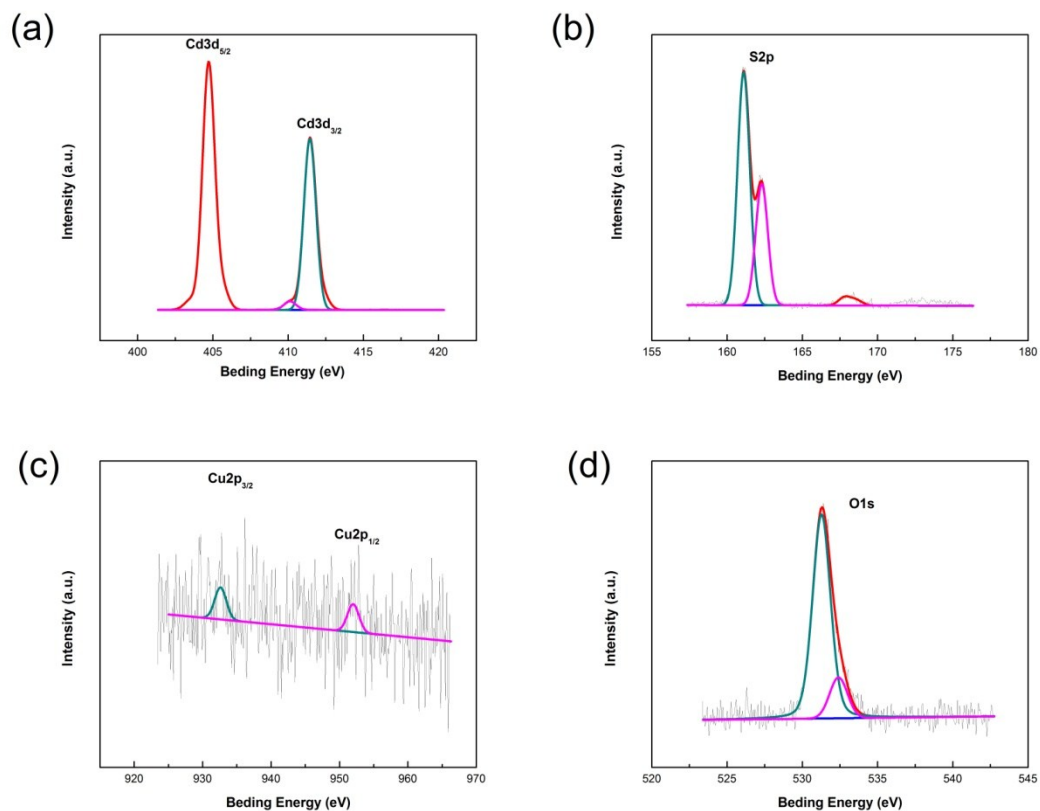 (a)
Cd3d5/2
Cd3d3/2
Intensity (a.u.)
400 405 410 415 420
Beding Energy (eV)
(b)
S2p
Intensity (a.u.)
155 160 165 170 175 180
Beding Energy (eV)
(c)
Cu2p3/2
Cu2p1/2
Intensity (a.u.)
920 930 940 950 960 970
Beding Energy (eV)
(d)
O1s
Intensity (a.u.)
520 525 530 535 540 545
Beding Energy (eV)